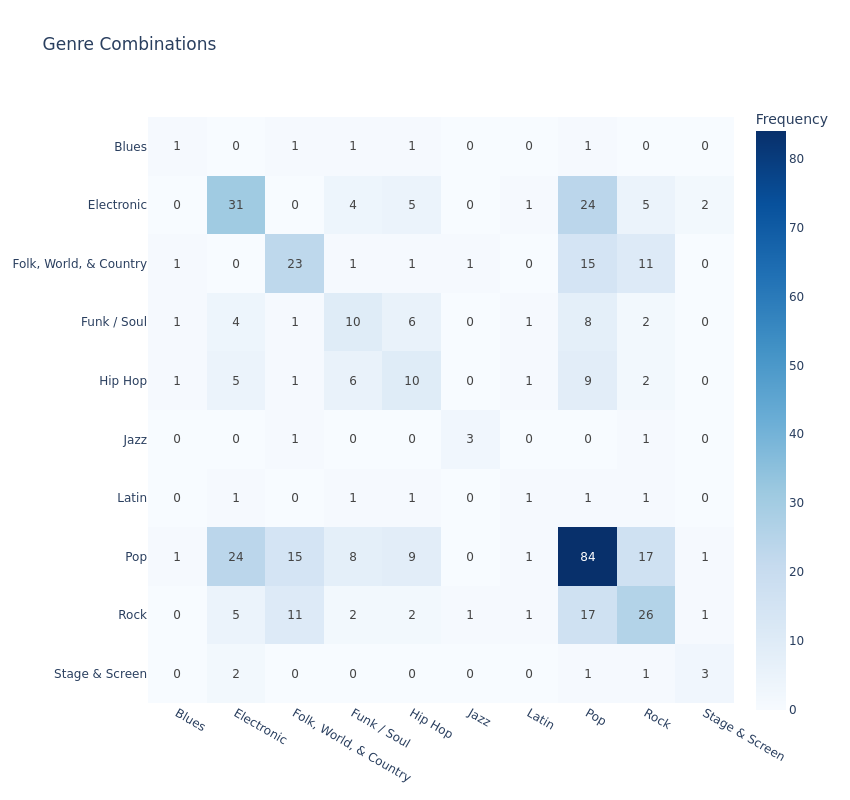 Genre Combinations
Frequency
Blues 1 0 1 1 1 0 0 1 0 0
Electronic 0 31 0 4 5 0 1 24 5 2
Folk, World, & Country 1 0 23 1 1 1 0 15 11 0
Funk / Soul 1 4 1 10 6 0 1 8 2 0
Hip Hop 1 5 1 6 10 0 1 9 2 0
Jazz 0 0 1 0 0 3 0 0 1 0
Latin 0 1 0 1 1 0 1 1 1 0
Pop 1 24 15 8 9 0 1 84 17 1
Rock 0 5 11 2 2 1 1 17 26 1
Stage & Screen 0 2 0 0 0 0 0 1 1 3
Blues Electronic Folk, World, & Country Funk / Soul Hip Hop Jazz Latin Pop Rock Stage & Screen
80
70
60
50
40
30
20
10
0